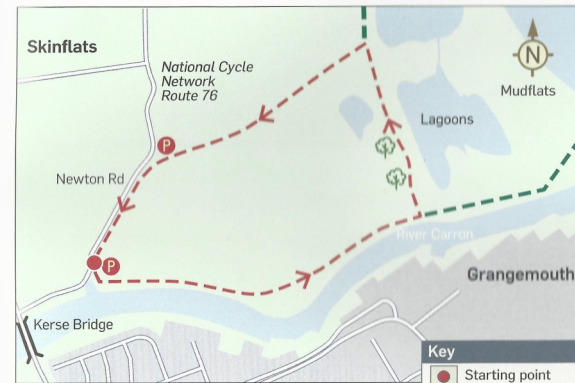 Skinflats
National Cycle
Network
Route 76
N
Mudflats
P
Lagoons
Newton Rd
River Carron
P
Grangemouth
Kerse Bridge
Key
Starting point